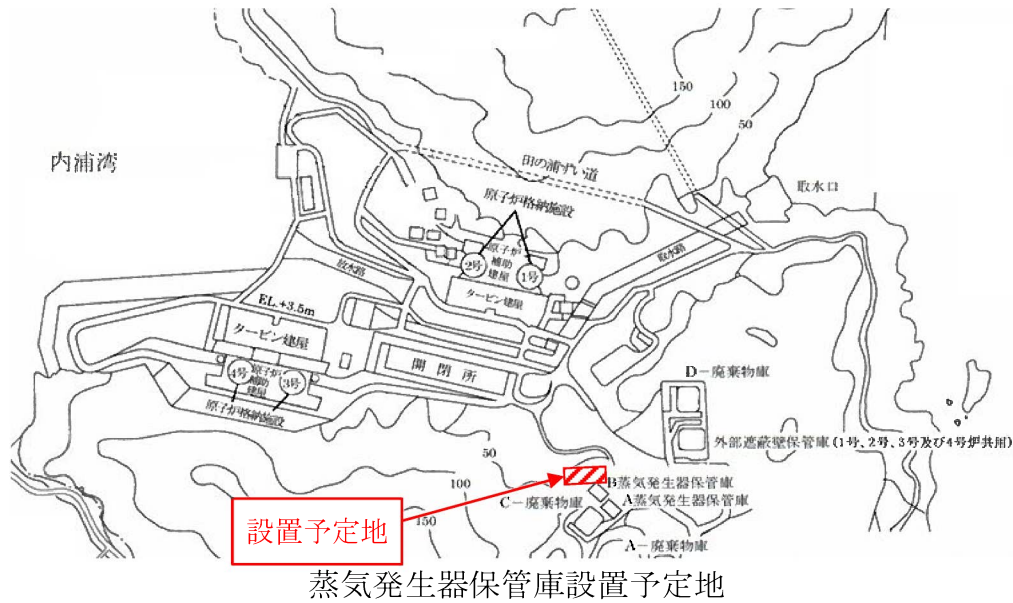 150
100
50
内浦湾
田の浦ずい道
取水口
原子炉格納施設
原子炉
補助
建屋
2号
1号
放水路
取水路
タービン建屋
EL.+3.5m
タービン建屋
開閉所
4号
原子炉
補助
建屋
3号
原子炉格納施設
D－廃棄物庫
外部遮蔽壁保管庫(1号、2号、3号及び4号炉共用)
50
100
150
B蒸気発生器保管庫
A蒸気発生器保管庫
C－廃棄物庫
設置予定地
A－廃棄物庫
蒸気発生器保管庫設置予定地